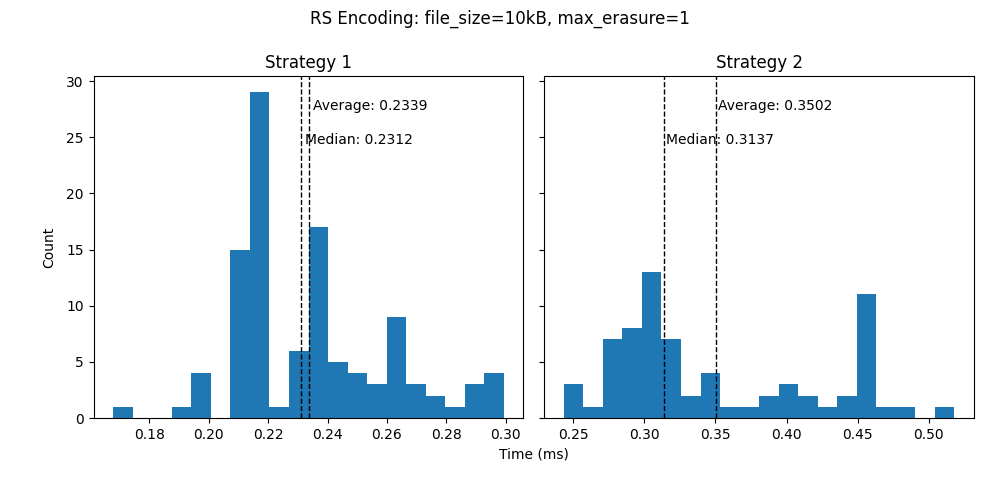 RS Encoding: file_size=10kB, max_erasure=1
Strategy 1
Strategy 2
Average: 0.2339
Median: 0.2312
Average: 0.3502
Median: 0.3137
Count
30
25
20
15
10
5
0
0.18 0.20 0.22 0.24 0.26 0.28 0.30
0.25 0.30 0.35 0.40 0.45 0.50
Time (ms)